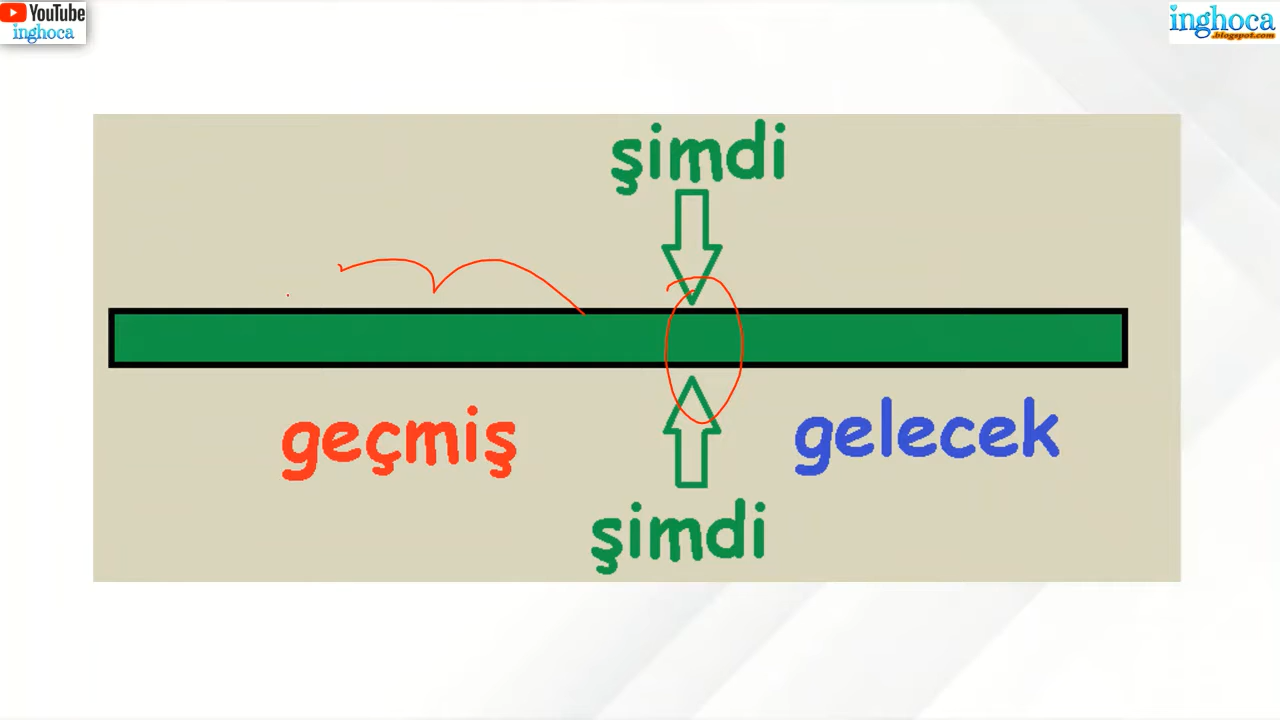 YouTube
inghoca
inghoca
.blogspot.com
şimdi
geçmiş
gelecek
şimdi